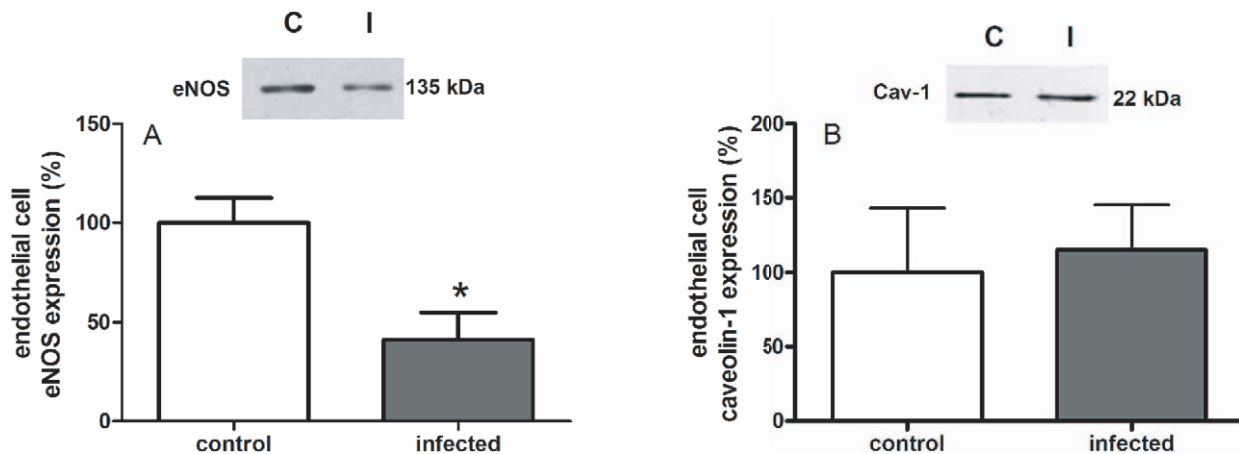 C I
eNOS 135 kDa
A
endothelial cell
eNOS expression (%)
150
100
50
0
*
control infected
C I
Cav-1 22 kDa
B
endothelial cell
caveolin-1 expression (%)
200
150
100
50
0
control infected